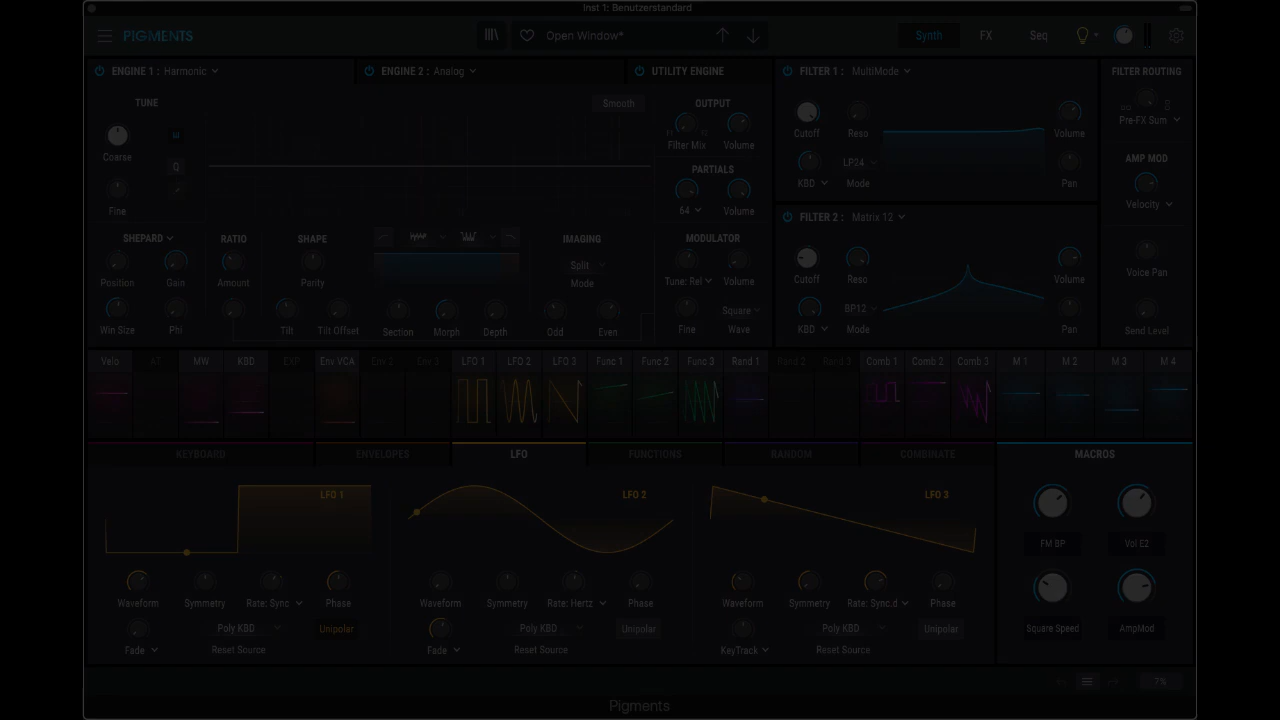 Inst 1: Benutzerstandard
PIGMENTS Open Window* Synth FX Seq
ENGINE 1 : Harmonic ENGINE 2 : Analog UTILITY ENGINE FILTER 1 : MultiMode FILTER ROUTING
TUNE Smooth OUTPUT
Coarse Filter Mix Volume Cutoff Reso Volume Pre-FX Sum
PARTIALS LP24 AMP MOD
KBD Mode Pan
Fine 64 Volume Velocity
FILTER 2 : Matrix 12
SHEPARD RATIO SHAPE IMAGING MODULATOR
Split
Position Gain Amount Parity Mode Tune: Rel Volume Cutoff Reso Volume Voice Pan
Square BP12
Win Size Phi Tilt Tilt Offset Section Morph Depth Odd Even Fine Wave KBD Mode Pan Send Level
Velo AT MW KBD EXP Env VCA Env 2 Env 3 LFO 1 LFO 2 LFO 3 Func 1 Func 2 Func 3 Rand 1 Rand 2 Rand 3 Comb 1 Comb 2 Comb 3 M 1 M 2 M 3 M 4
KEYBOARD ENVELOPES LFO FUNCTIONS RANDOM COMBINATE MACROS
LFO 1 LFO 2 LFO 3
FM BP Vol E2
Waveform Symmetry Rate: Sync Phase Waveform Symmetry Rate: Hertz Phase Waveform Symmetry Rate: Sync.d Phase
Poly KBD Unipolar Poly KBD Unipolar Poly KBD Unipolar Square Speed AmpMod
Fade Reset Source Fade Reset Source KeyTrack Reset Source
7%
Pigments